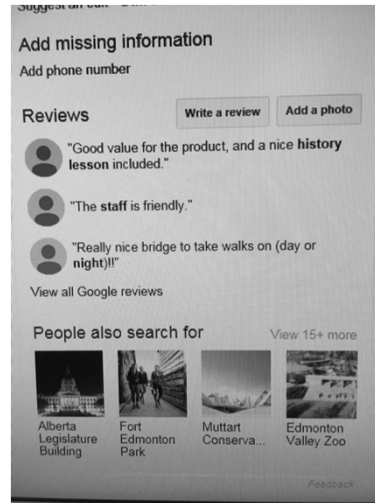 Add missing information
Add phone number
Reviews
Write a review
Add a photo
"Good value for the product, and a nice history
lesson included."
"The staff is friendly."
"Really nice bridge to take walks on (day or
night)!!"
View all Google reviews
People also search for
View 15+ more
Alberta
Legislature
Building
Fort
Edmonton
Park
Muttart
Conserva...
Edmonton
Valley Zoo
Feedback